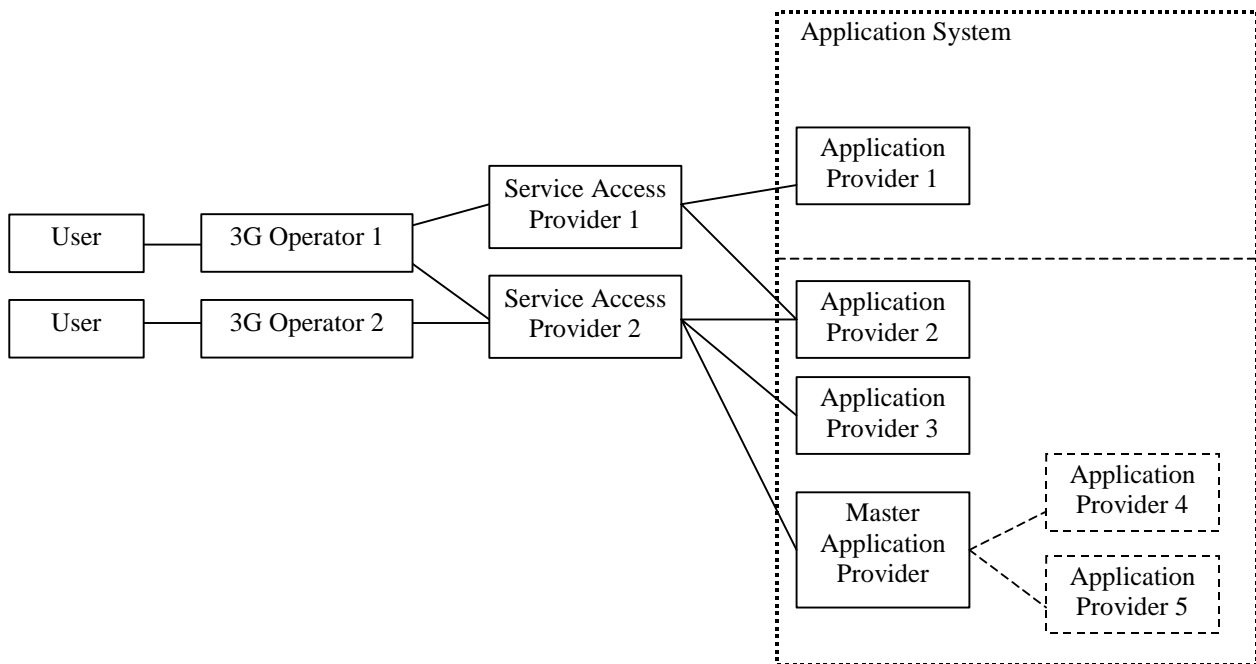 Application System
Application
Provider 1
Service Access
Provider 1
User
3G Operator 1
Service Access
Provider 2
User
3G Operator 2
Application
Provider 2
Application
Provider 3
Application
Provider 4
Master
Application
Provider
Application
Provider 5